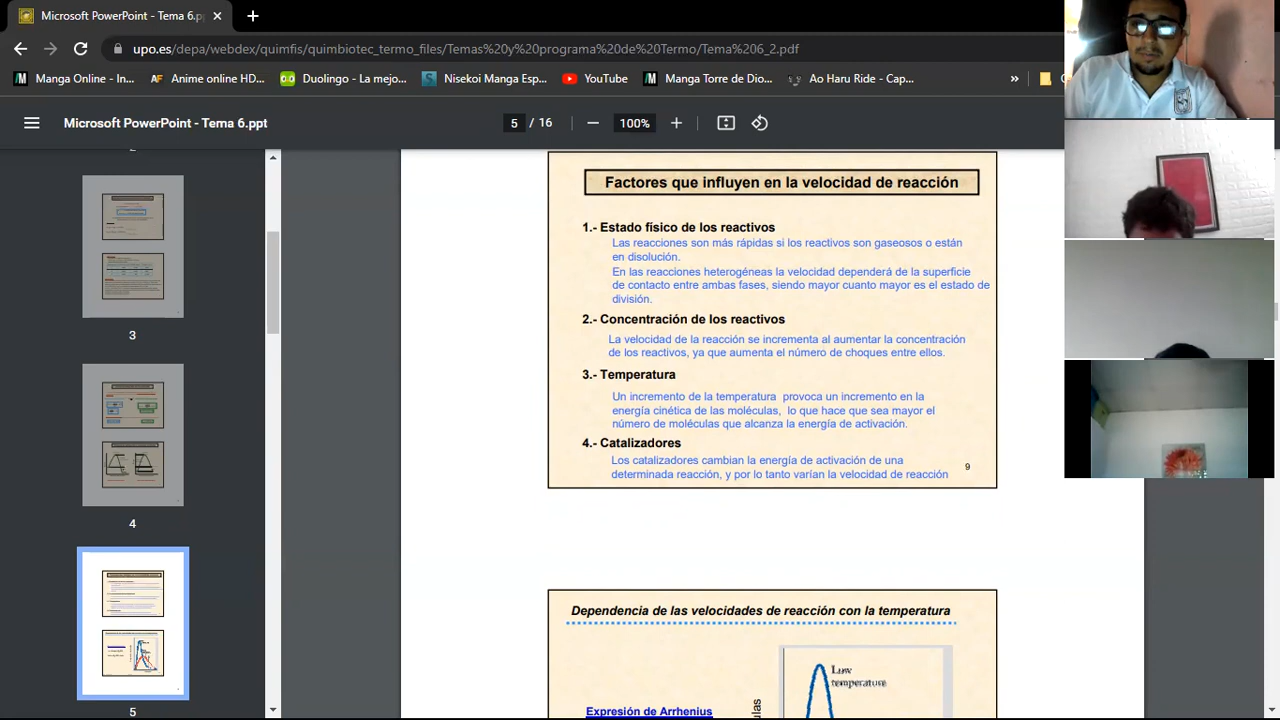 Microsoft PowerPoint - Tema 6.p
upo.es/depa/webdex/quimfis/quimbiotec_termo_files/Temas%20y%20programa%20de%20Termo/Tema%206_2.pdf
Manga Online - In... Anime online HD... Duolingo - La mejo... Nisekoi Manga Esp... YouTube Manga Torre de Dio... Ao Haru Ride - Cap... »
Microsoft PowerPoint - Tema 6.ppt
5 / 16
100%
3
4
5
Factores que influyen en la velocidad de reacción
1.- Estado físico de los reactivos
Las reacciones son más rápidas si los reactivos son gaseosos o están
en disolución.
En las reacciones heterogéneas la velocidad dependerá de la superficie
de contacto entre ambas fases, siendo mayor cuanto mayor es el estado de
división.
2.- Concentración de los reactivos
La velocidad de la reacción se incrementa al aumentar la concentración
de los reactivos, ya que aumenta el número de choques entre ellos.
3.- Temperatura
Un incremento de la temperatura provoca un incremento en la
energía cinética de las moléculas, lo que hace que sea mayor el
número de moléculas que alcanza la energía de activación.
4.- Catalizadores
Los catalizadores cambian la energía de activación de una
determinada reacción, y por lo tanto varían la velocidad de reacción
9
Dependencia de las velocidades de reacción con la temperatura
Low
temperature
Expresión de Arrhenius